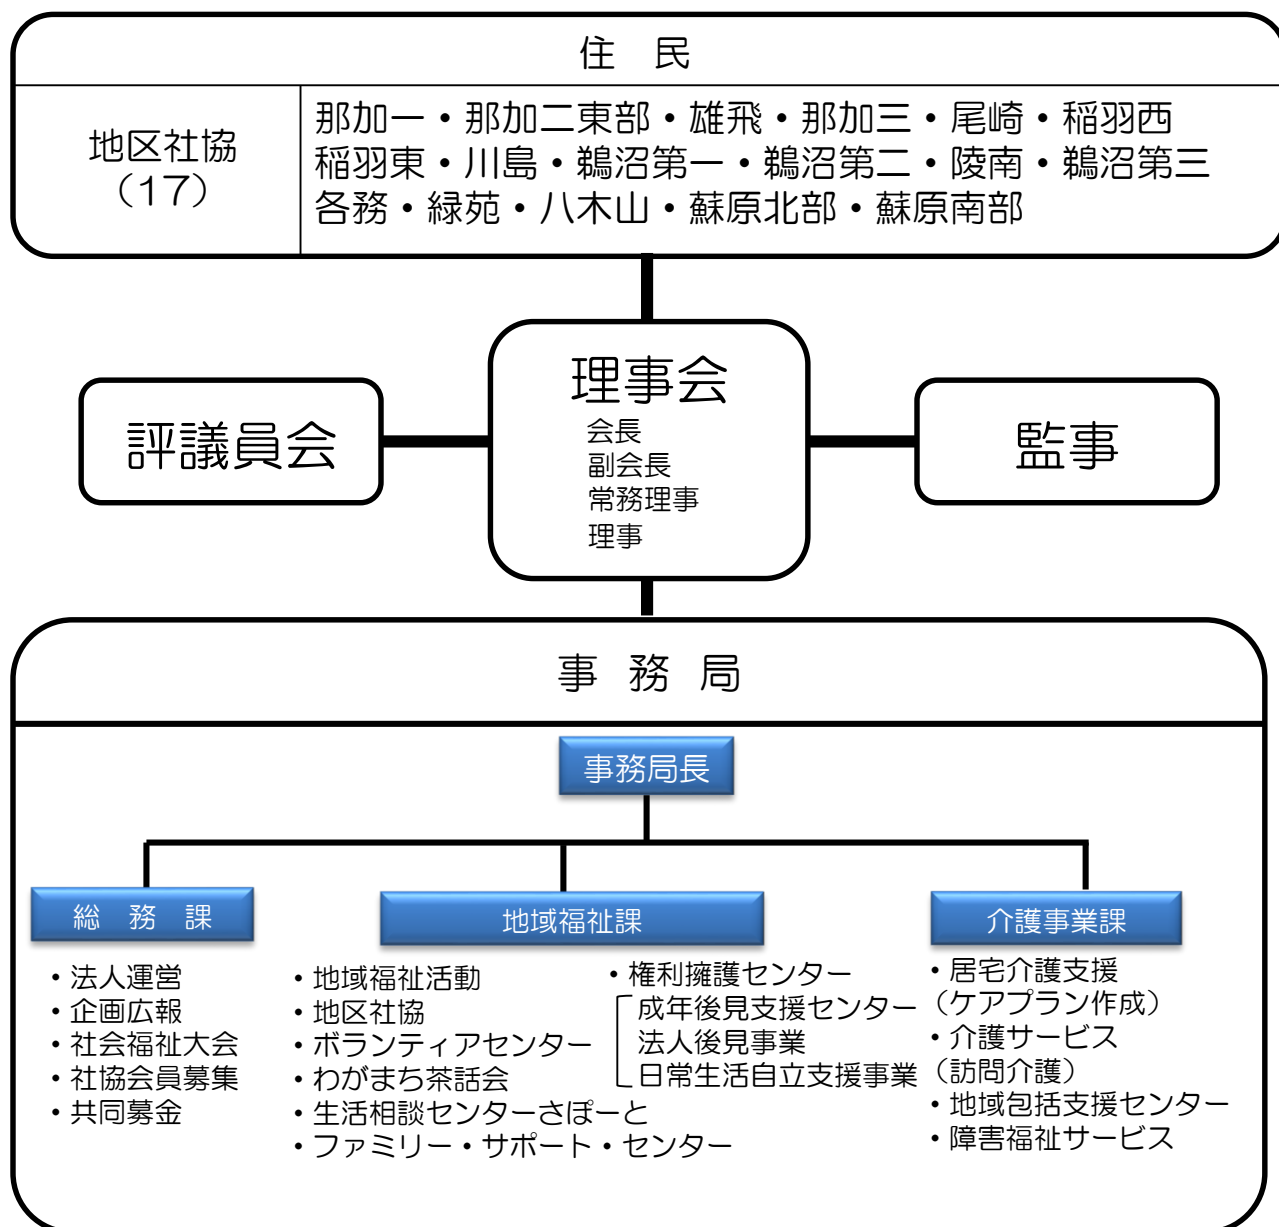 住　民
地区社協
（17）
那加一・那加二東部・雄飛・那加三・尾崎・稲羽西
稲羽東・川島・鵜沼第一・鵜沼第二・陵南・鵜沼第三
各務・緑苑・八木山・蘇原北部・蘇原南部
理事会
会長
副会長
常務理事
理事
評議員会
監事
事　務　局
事務局長
総　務　課
・法人運営
・企画広報
・社会福祉大会
・社協会員募集
・共同募金
地域福祉課
・地域福祉活動
・地区社協
・ボランティアセンター
・わがまち茶話会
・生活相談センターさぽーと
・ファミリー・サポート・センター
・権利擁護センター
成年後見支援センター
法人後見事業
日常生活自立支援事業
介護事業課
・居宅介護支援
（ケアプラン作成）
・介護サービス
（訪問介護）
・地域包括支援センター
・障害福祉サービス